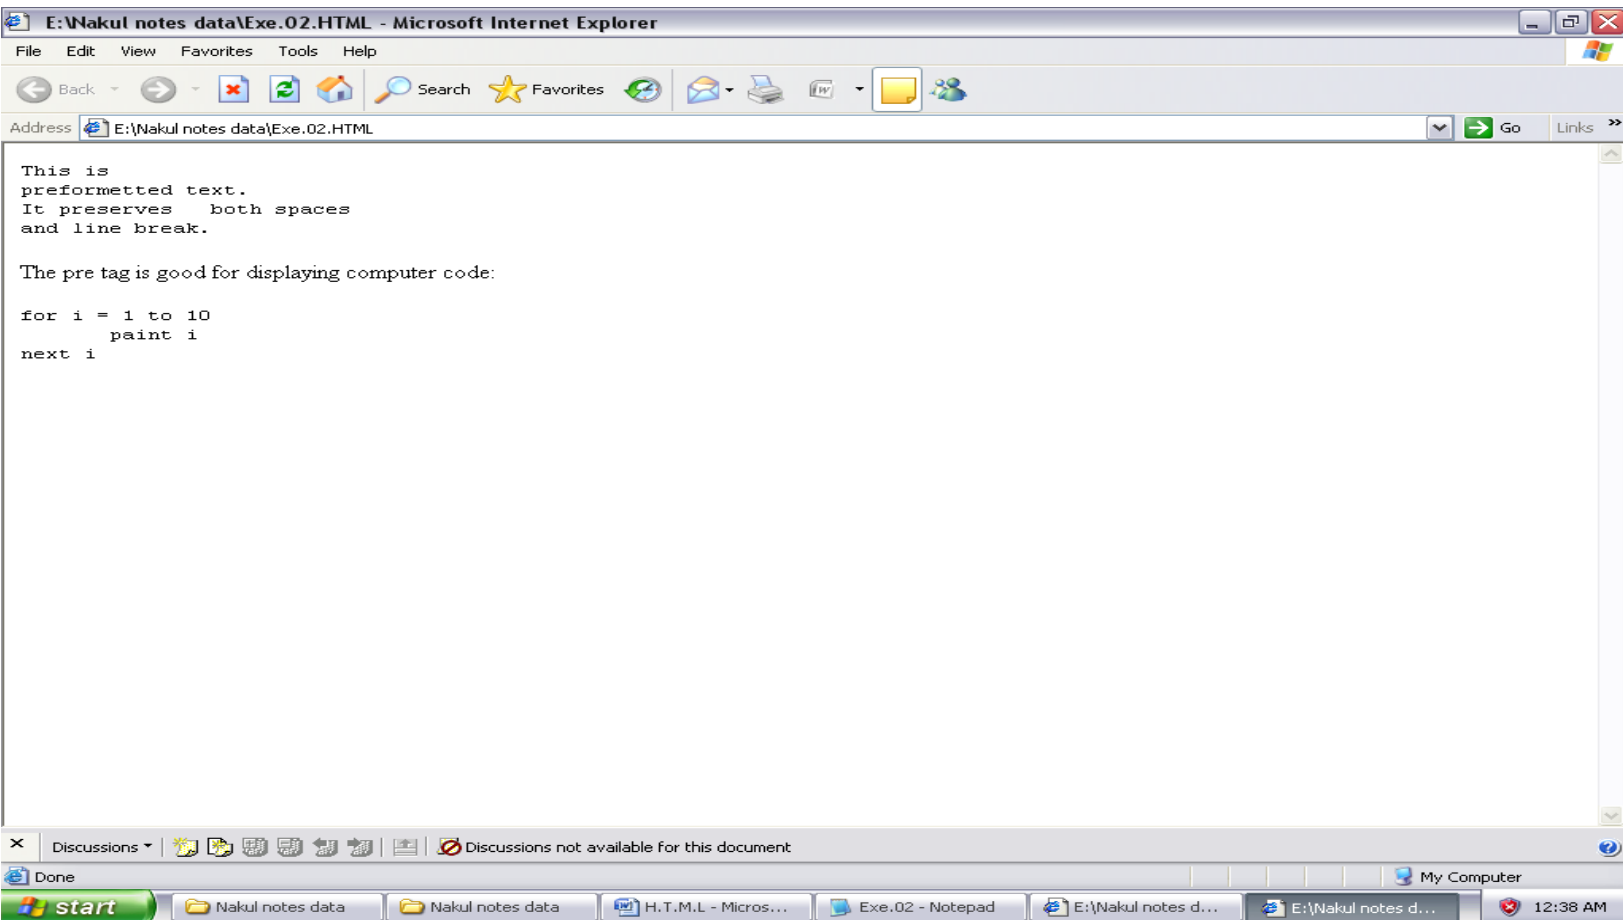 E:\Nakul notes data\Exe.02.HTML - Microsoft Internet Explorer
File Edit View Favorites Tools Help
Back Search Favorites
Address E:\Nakul notes data\Exe.02.HTML Go Links »
This is
preformetted text.
It preserves   both spaces
and line break.
The pre tag is good for displaying computer code:
for i = 1 to 10
       paint i
next i
Discussions Discussions not available for this document
Done My Computer
start Nakul notes data Nakul notes data H.T.M.L - Micros... Exe.02 - Notepad E:\Nakul notes d... E:\Nakul notes d... 12:38 AM